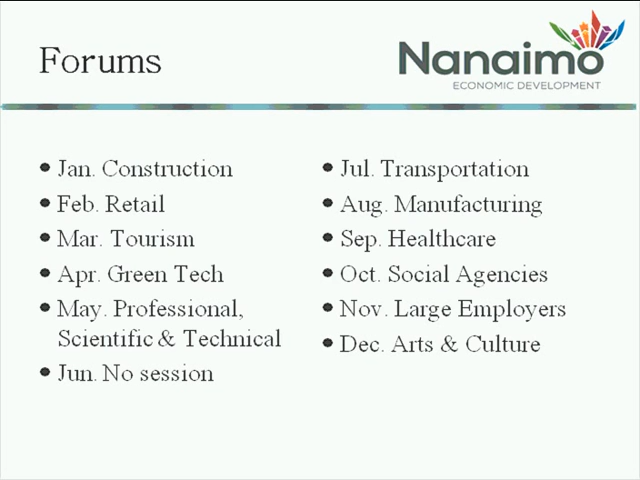 Forums
Nanaimo
ECONOMIC DEVELOPMENT
Jan. Construction
Feb. Retail
Mar. Tourism
Apr. Green Tech
May. Professional,
Scientific & Technical
Jun. No session
Jul. Transportation
Aug. Manufacturing
Sep. Healthcare
Oct. Social Agencies
Nov. Large Employers
Dec. Arts & Culture